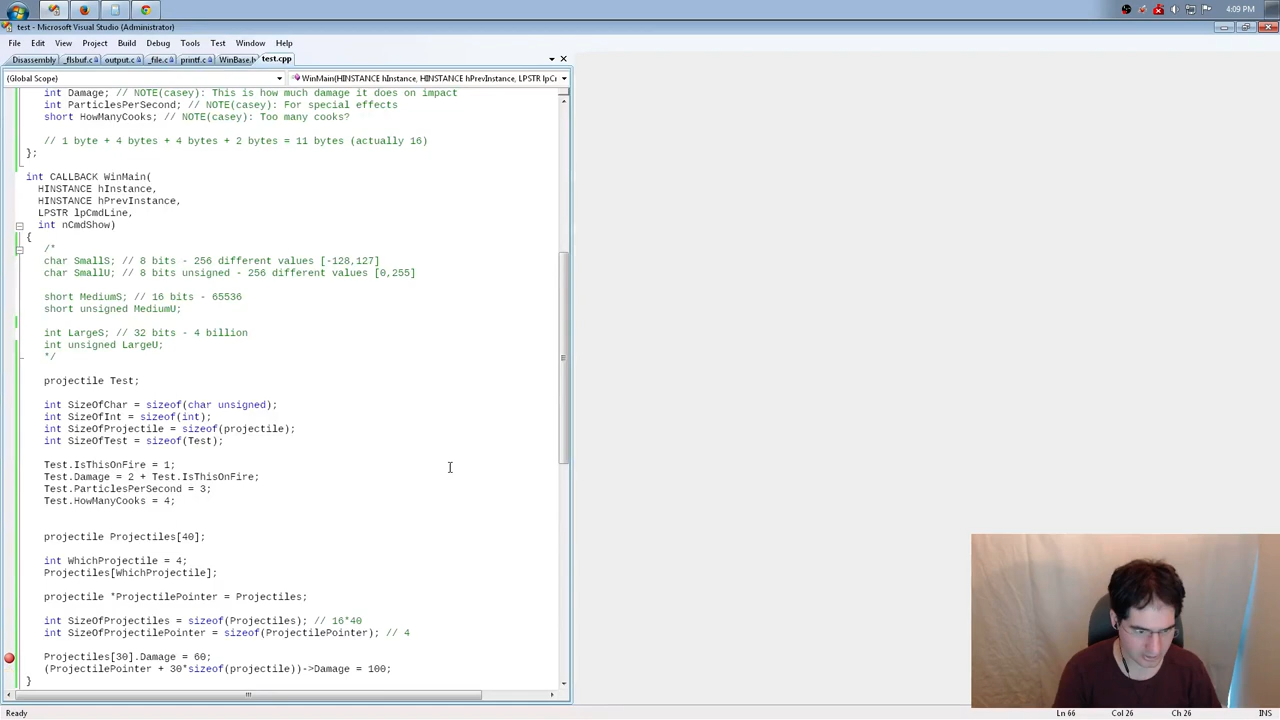 4:09 PM
test - Microsoft Visual Studio (Administrator)
File Edit View Project Build Debug Tools Test Window Help
Disassembly _flsbuf.c output.c _file.c printf.c WinBase.h test.cpp
(Global Scope) WinMain(HINSTANCE hInstance, HINSTANCE hPrevInstance, LPSTR lpCr
int Damage; // NOTE(casey): This is how much damage it does on impact
int ParticlesPerSecond; // NOTE(casey): For special effects
short HowManyCooks; // NOTE(casey): Too many cooks?
// 1 byte + 4 bytes + 4 bytes + 2 bytes = 11 bytes (actually 16)
};
int CALLBACK WinMain(
HINSTANCE hInstance,
HINSTANCE hPrevInstance,
LPSTR lpCmdLine,
int nCmdShow)
{
/*
char SmallS; // 8 bits - 256 different values [-128,127]
char SmallU; // 8 bits unsigned - 256 different values [0,255]
short MediumS; // 16 bits - 65536
short unsigned MediumU;
int LargeS; // 32 bits - 4 billion
int unsigned LargeU;
*/
projectile Test;
int SizeOfChar = sizeof(char unsigned);
int SizeOfInt = sizeof(int);
int SizeOfProjectile = sizeof(projectile);
int SizeOfTest = sizeof(Test);
Test.IsThisOnFire = 1;
Test.Damage = 2 + Test.IsThisOnFire;
Test.ParticlesPerSecond = 3;
Test.HowManyCooks = 4;
projectile Projectiles[40];
int WhichProjectile = 4;
Projectiles[WhichProjectile];
projectile *ProjectilePointer = Projectiles;
int SizeOfProjectiles = sizeof(Projectiles); // 16*40
int SizeOfProjectilePointer = sizeof(ProjectilePointer); // 4
Projectiles[30].Damage = 60;
(ProjectilePointer + 30*sizeof(projectile))->Damage = 100;
}
Ready Ln 66 Col 26 Ch 26 INS